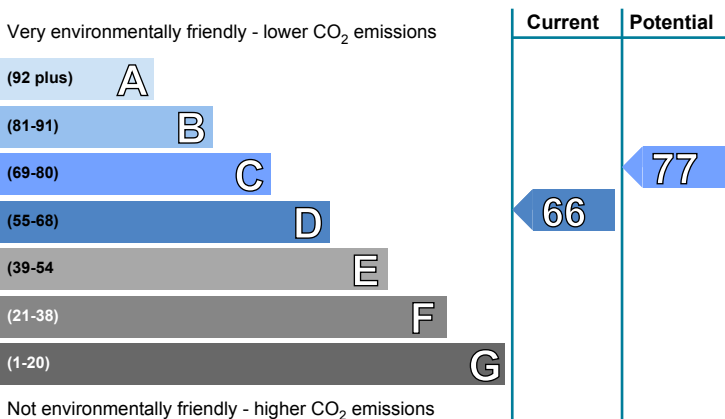 Very environmentally friendly - lower CO2 emissions
Current
Potential
(92 plus) A
(81-91) B
(69-80) C
77
(55-68) D
66
(39-54 E
(21-38) F
(1-20) G
Not environmentally friendly - higher CO2 emissions